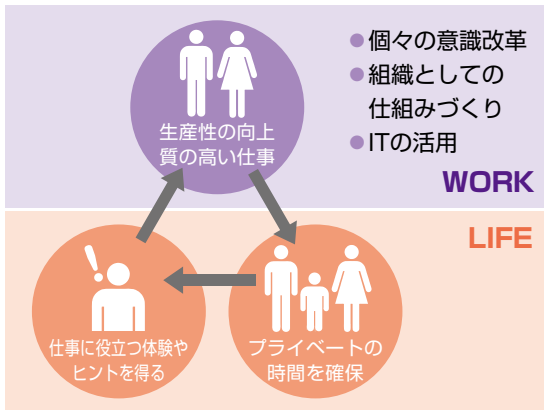 ●個々の意識改革
●組織としての
仕組みづくり
●ITの活用
生産性の向上
質の高い仕事
WORK
LIFE
仕事に役立つ体験や
ヒントを得る
プライベートの
時間を確保